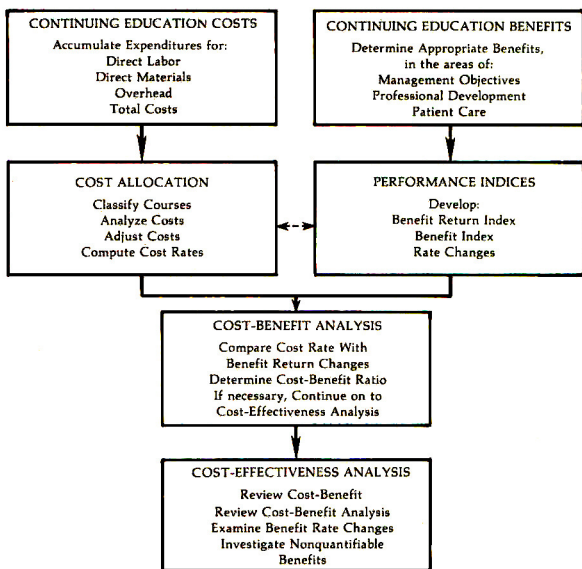 CONTINUING EDUCATION COSTS
Accumulate Expenditures for:
Direct Labor
Direct Materials
Overhead
Total Costs
CONTINUING EDUCATION BENEFITS
Determine Appropriate Benefits,
in the areas of:
Management Objectives
Professional Development
Patient Care
COST ALLOCATION
Classify Courses
Analyze Costs
Adjust Costs
Compute Cost Rates
PERFORMANCE INDICES
Develop:
Benefit Return Index
Benefit Index
Rate Changes
COST-BENEFIT ANALYSIS
Compare Cost Rate With
Benefit Return Changes
Determine Cost-Benefit Ratio
If necessary, Continue on to
Cost-Effectiveness Analysis
COST-EFFECTIVENESS ANALYSIS
Review Cost-Benefit
Review Cost-Benefit Analysis
Examine Benefit Rate Changes
Investigate Nonquantifiable
Benefits